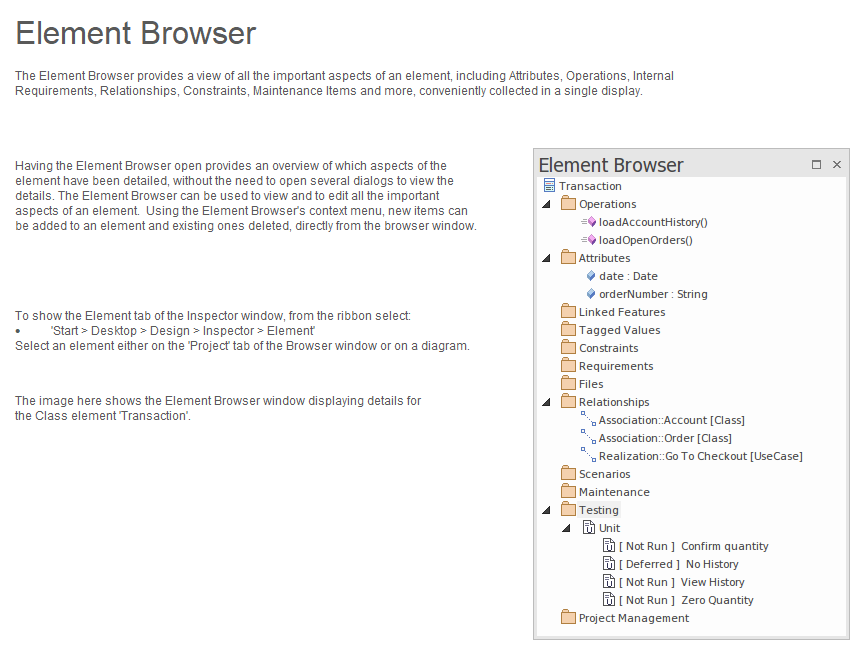 Element Browser
The Element Browser provides a view of all the important aspects of an element, including Attributes, Operations, Internal
Requirements, Relationships, Constraints, Maintenance Items and more, conveniently collected in a single display.
Having the Element Browser open provides an overview of which aspects of the
element have been detailed, without the need to open several dialogs to view the
details. The Element Browser can be used to view and to edit all the important
aspects of an element.  Using the Element Browser's context menu, new items can
be added to an element and existing ones deleted, directly from the browser window.
To show the Element tab of the Inspector window, from the ribbon select:
• 'Start > Desktop > Design > Inspector > Element'
Select an element either on the 'Project' tab of the Browser window or on a diagram.
The image here shows the Element Browser window displaying details for
the Class element 'Transaction'.
Element Browser
Transaction
Operations
loadAccountHistory()
loadOpenOrders()
Attributes
date : Date
orderNumber : String
Linked Features
Tagged Values
Constraints
Requirements
Files
Relationships
Association::Account [Class]
Association::Order [Class]
Realization::Go To Checkout [UseCase]
Scenarios
Maintenance
Testing
Unit
[ Not Run ]  Confirm quantity
[ Deferred ]  No History
[ Not Run ]  View History
[ Not Run ]  Zero Quantity
Project Management